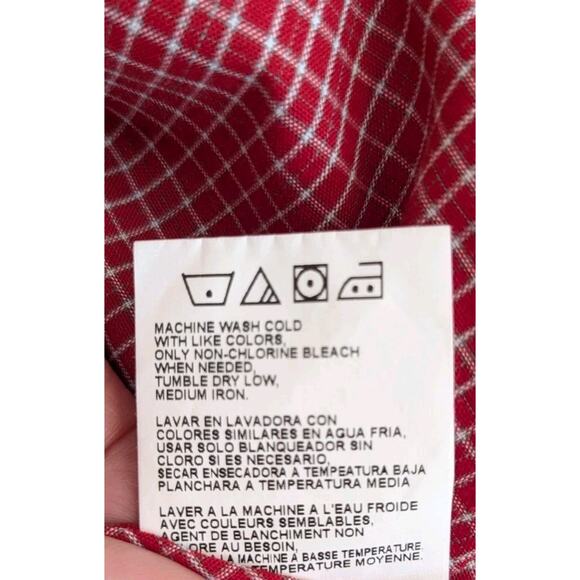 MACHINE WASH COLD
WITH LIKE COLORS,
ONLY NON-CHLORINE BLEACH
WHEN NEEDED,
TUMBLE DRY LOW,
MEDIUM IRON.
LAVAR EN LAVADORA CON
COLORES SIMILARES EN AGUA FRIA,
USAR SOLO BLANQUEADOR SIN
CLORO SI ES NECESARIO,
SECAR ENSECADORA A TEMPEATURA BAJA
PLANCHARA A TEMPERATURA MEDIA
LAVER A LA MACHINE A L'EAU FROIDE
AVEC COULEURS SEMBLABLES,
AGENT DE BLANCHIMENT NON
AU BESOIN,
LA MACHINE A BASSE TEMPERATURE
TEMPERATURE MOYENNE.